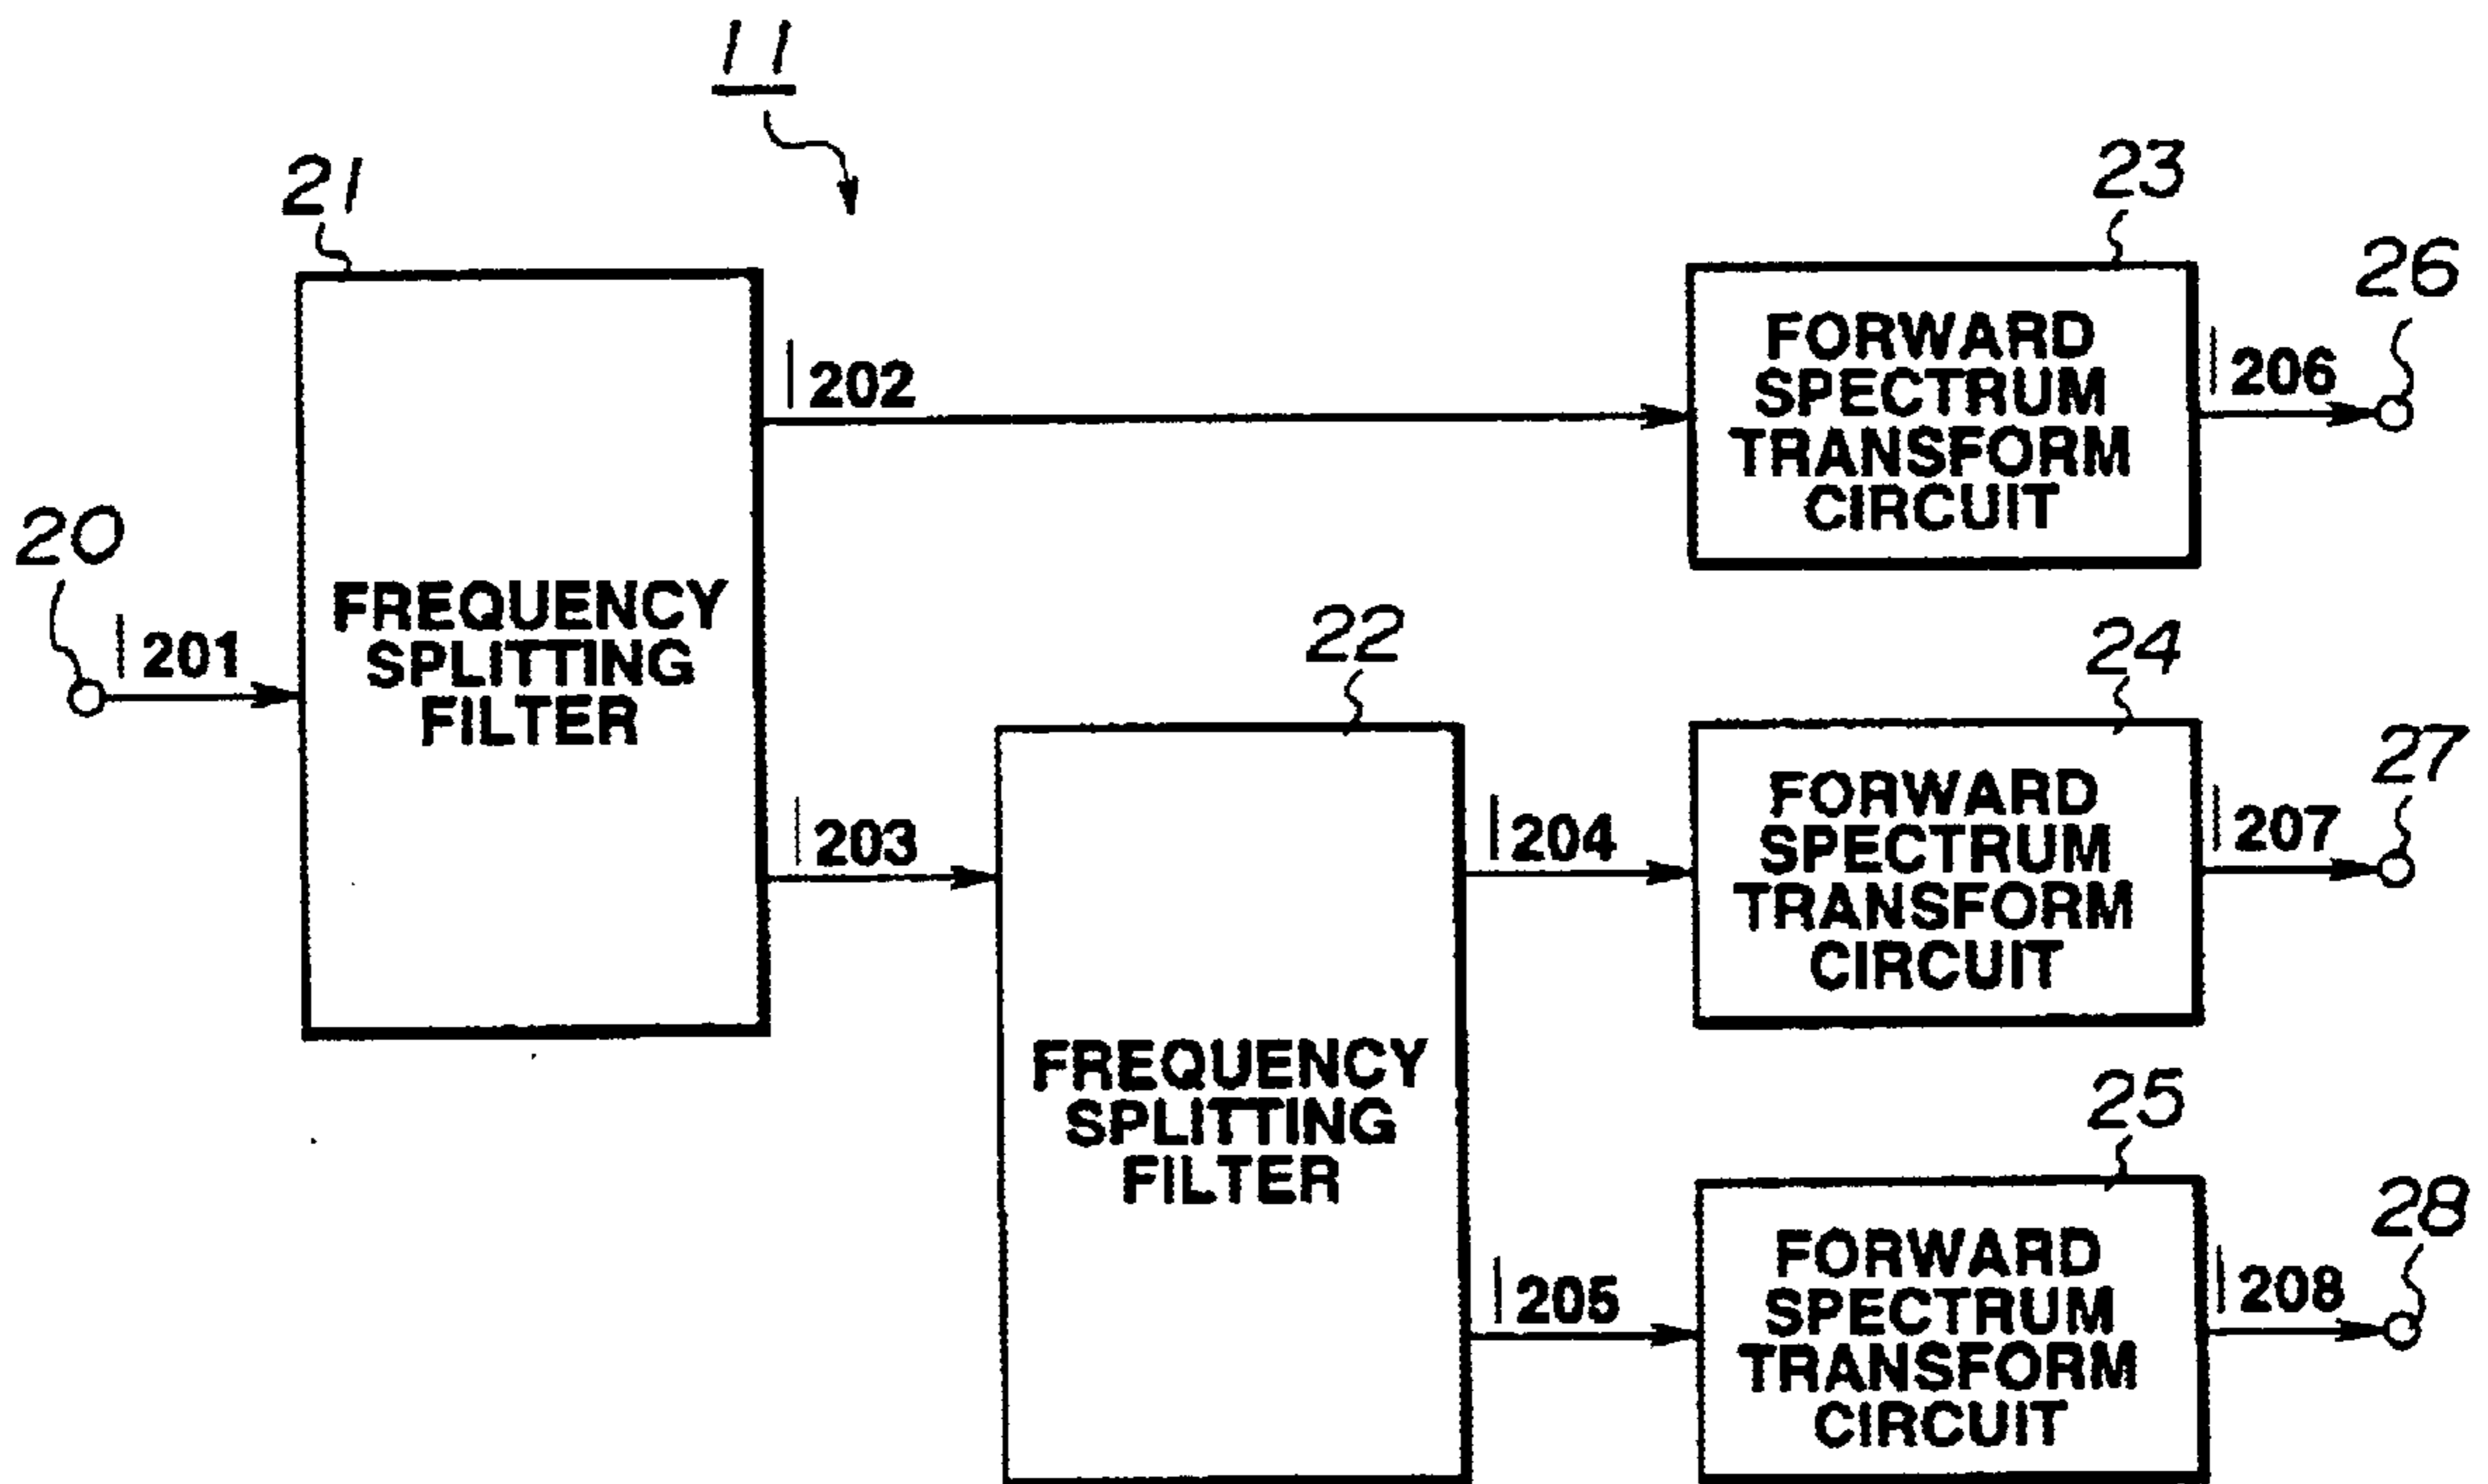 11
21
23
26
FORWARD
SPECTRUM
TRANSFORM
CIRCUIT
|202
|206
20
|201
FREQUENCY
SPLITTING
FILTER
22
24
27
|203
|204
FORWARD
SPECTRUM
TRANSFORM
CIRCUIT
|207
FREQUENCY
SPLITTING
FILTER
25
28
|205
FORWARD
SPECTRUM
TRANSFORM
CIRCUIT
|208